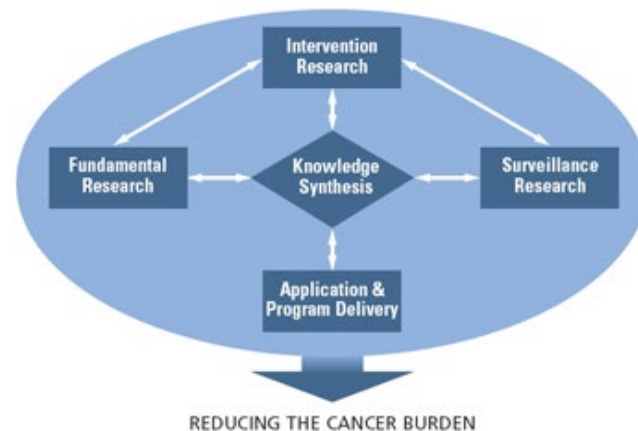 Intervention
Research
Fundamental
Research
Knowledge
Synthesis
Surveillance
Research
Application &
Program Delivery
REDUCING THE CANCER BURDEN